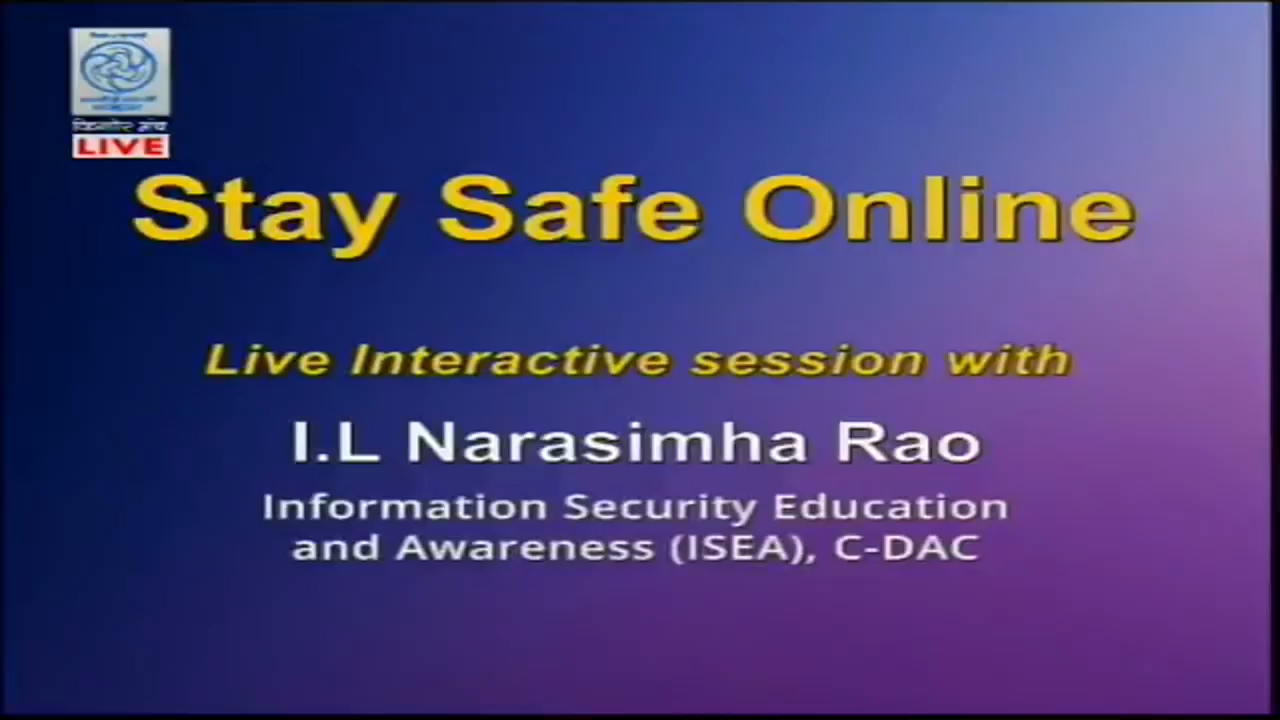 किशोर मंच
LIVE
Stay Safe Online
Live Interactive session with
I.L Narasimha Rao
Information Security Education
and Awareness (ISEA), C-DAC